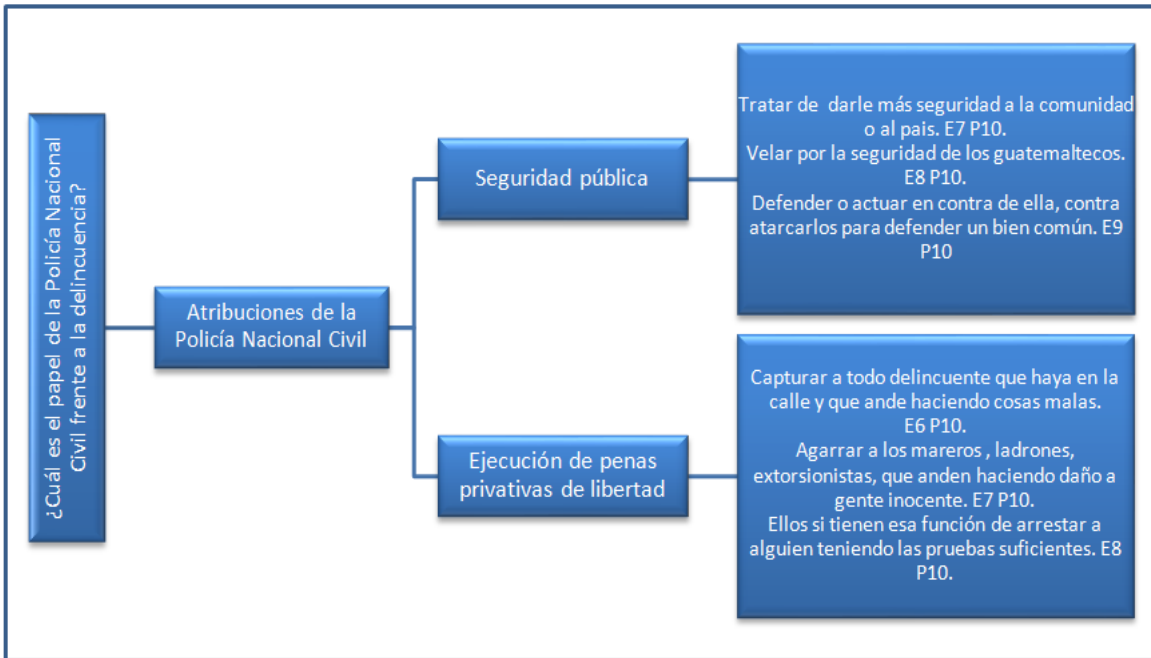 ¿Cuál es el papel de la Policía Nacional
Civil frente a la delincuencia?
Atribuciones de la
Policía Nacional Civil
Seguridad pública
Tratar de darle más seguridad a la comunidad
o al pais. E7 P10.
Velar por la seguridad de los guatemaltecos.
E8 P10.
Defender o actuar en contra de ella, contra
atarcarlos para defender un bien común. E9
P10
Ejecución de penas
privativas de libertad
Capturar a todo delincuente que haya en la
calle y que ande haciendo cosas malas.
E6 P10.
Agarrar a los mareros , ladrones,
extorsionistas, que anden haciendo daño a
gente inocente. E7 P10.
Ellos si tienen esa función de arrestar a
alguien teniendo las pruebas suficientes. E8
P10.